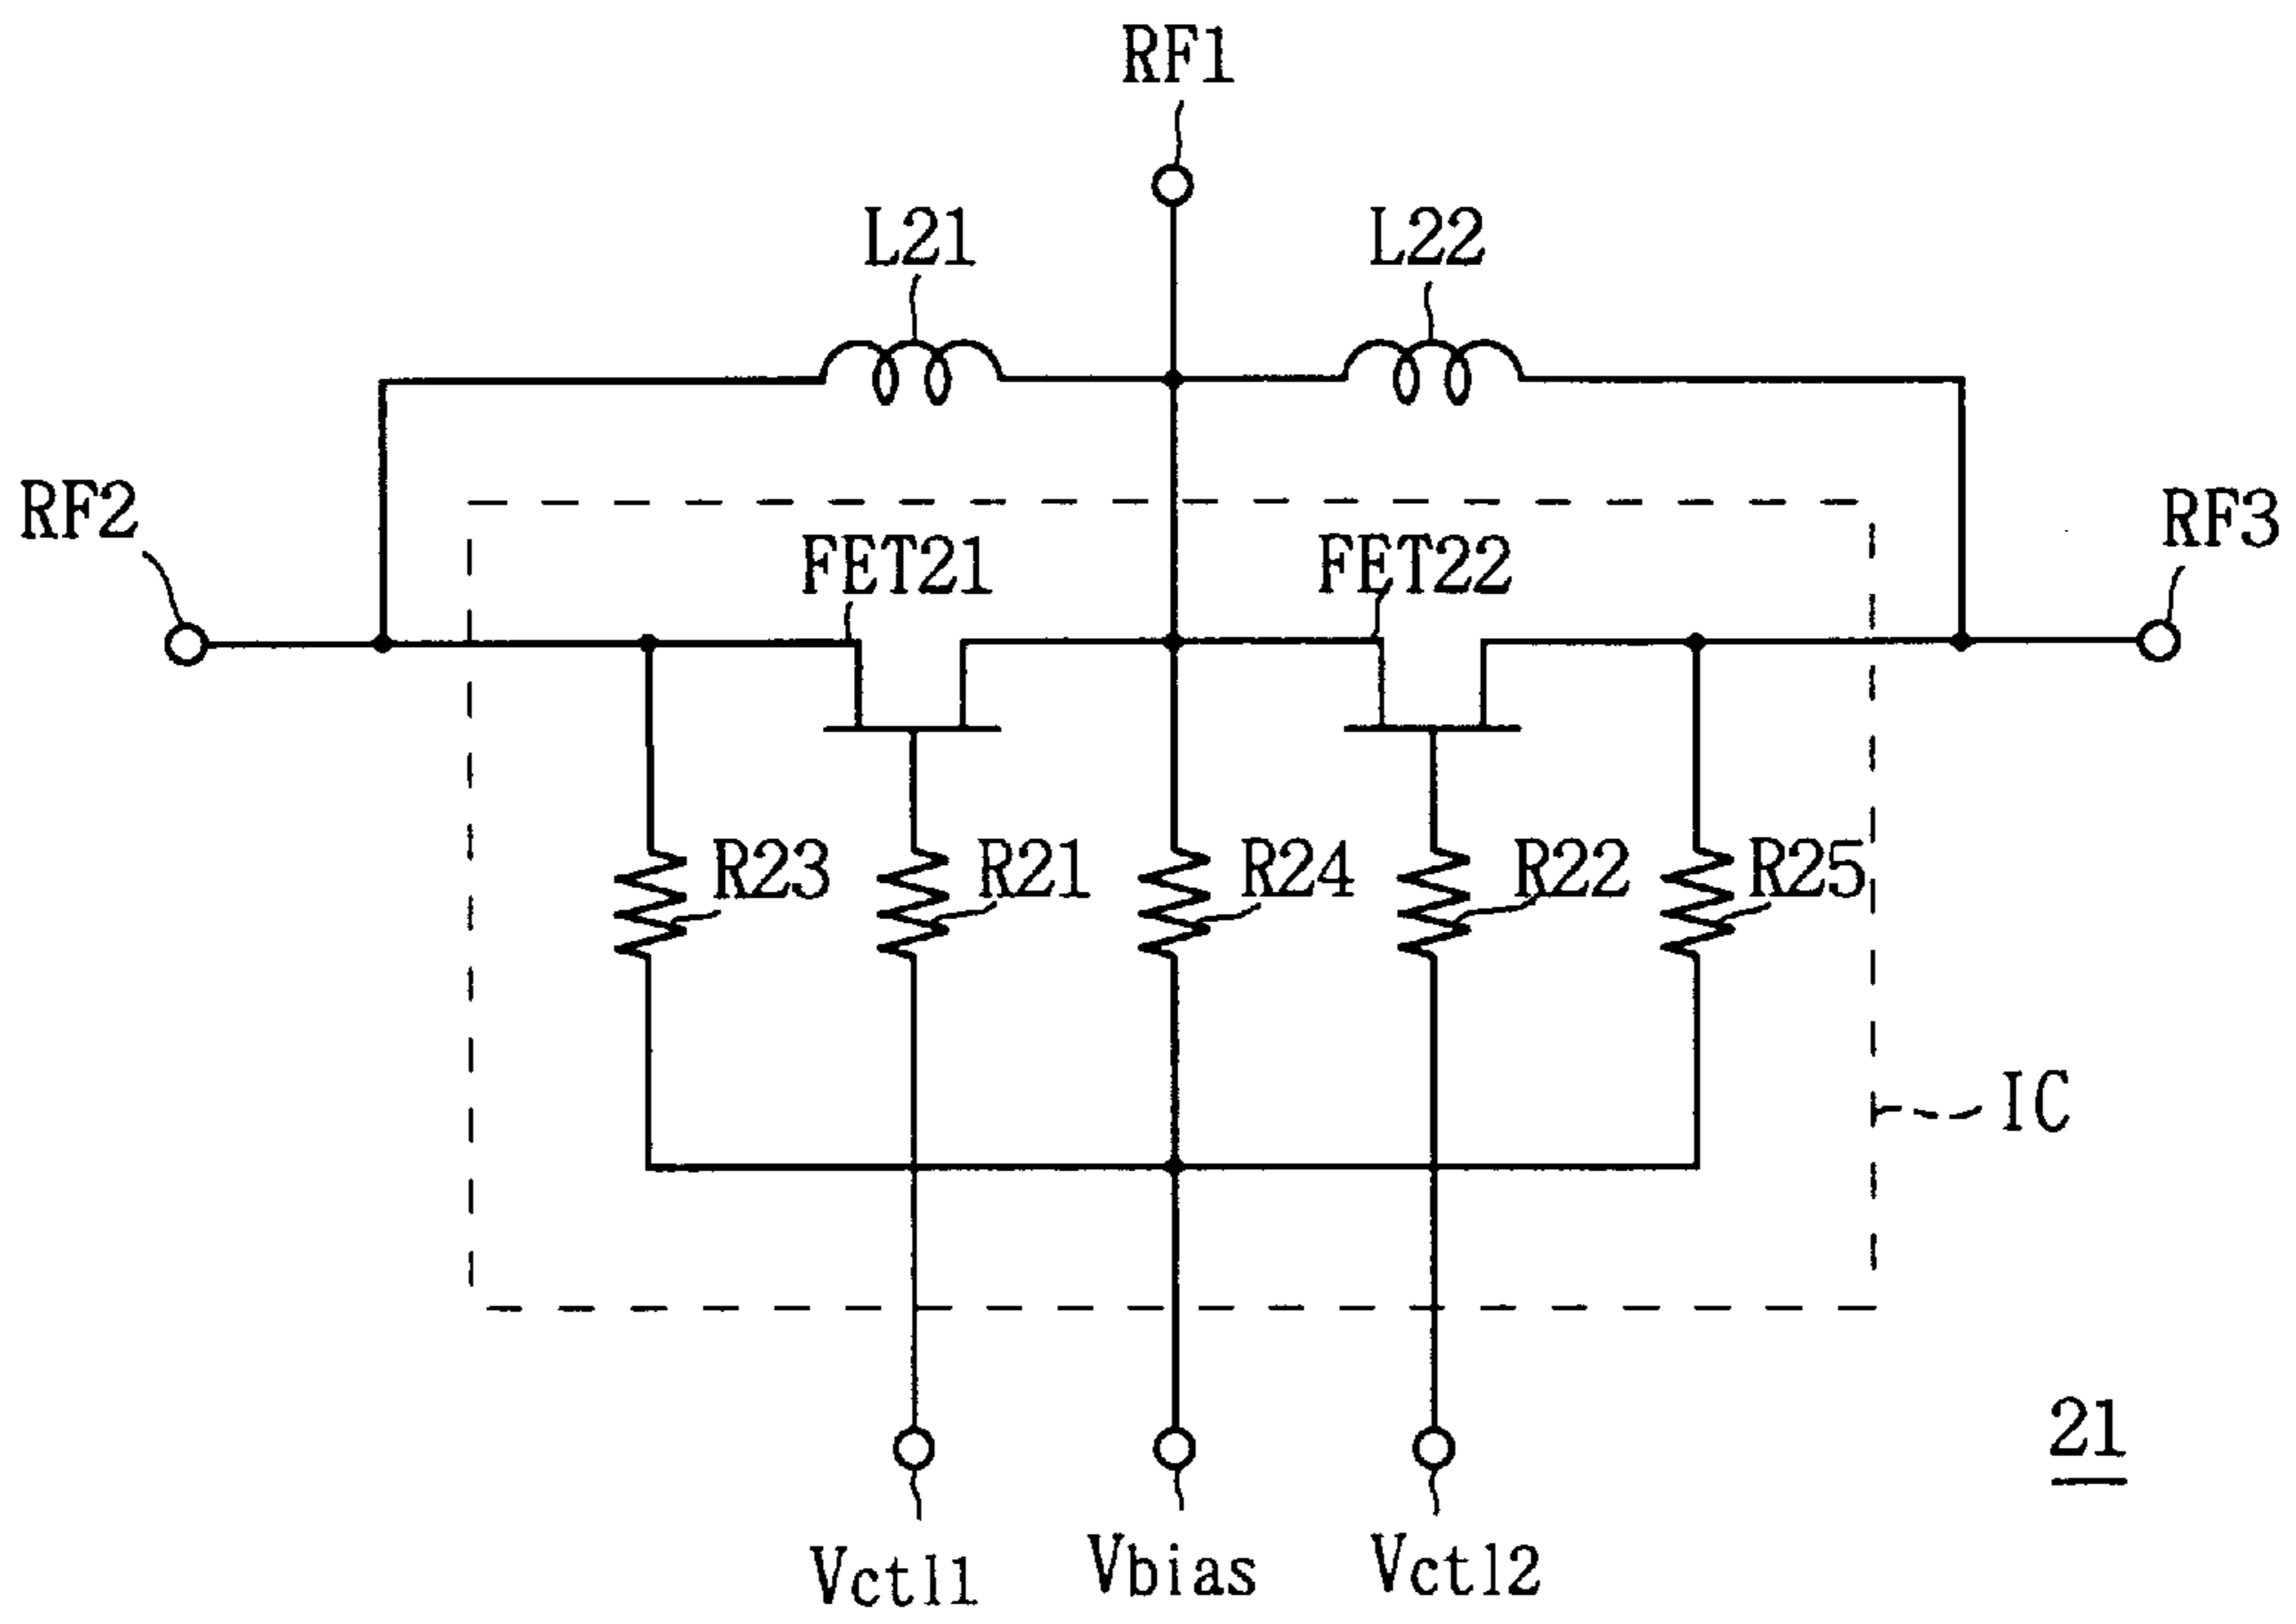 RF1
L21
L22
RF2
RF3
FET21
FET22
R23
R21
R24
R22
R25
IC
21
Vctl1
Vbias
Vctl2